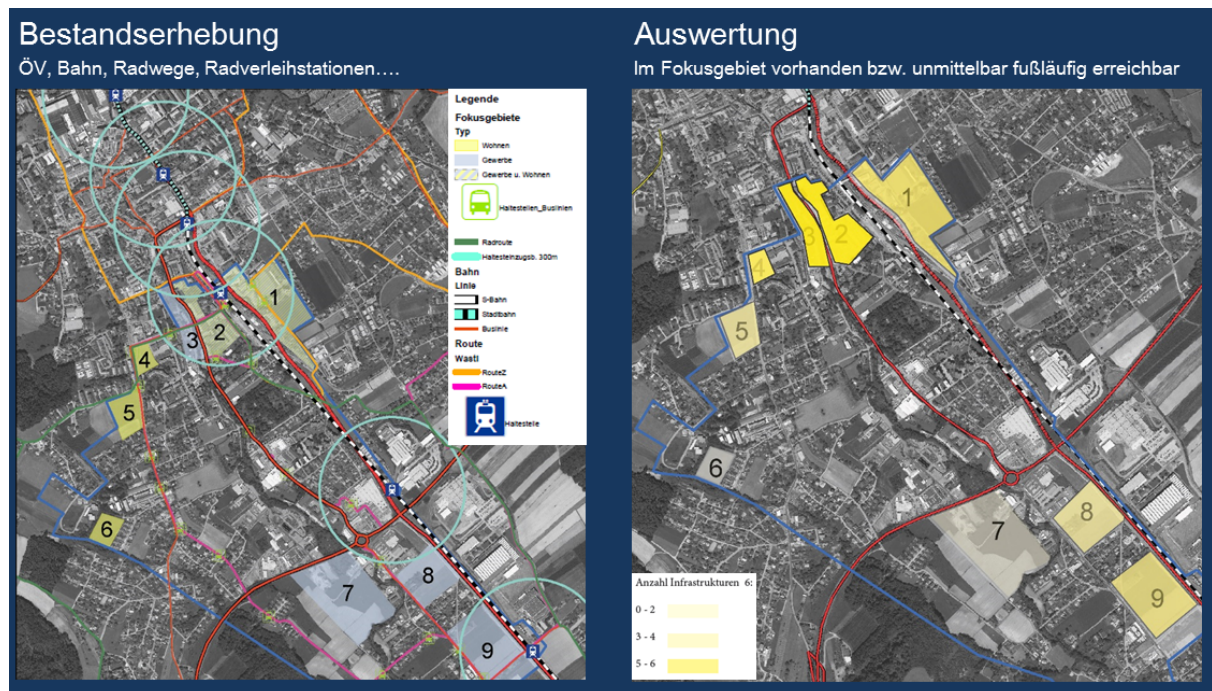 Bestandserhebung
ÖV, Bahn, Radwege, Radverleihstationen….
Legende
Fokusgebiete
Typ
Wohnen
Gewerbe
Gewerbe u. Wohnen
Haltestellen_Buslinien
Radroute
Haltesteinzugsb. 300m
Bahn
Linie
S-Bahn
Stadtbahn
Buslinie
Route
Wastl
RouteZ
RouteA
Haltestelle
1
2
3
4
5
6
7
8
9
Auswertung
Im Fokusgebiet vorhanden bzw. unmittelbar fußläufig erreichbar
1
2
3
4
5
6
7
8
9
Anzahl Infrastrukturen 6:
0 - 2
3 - 4
5 - 6